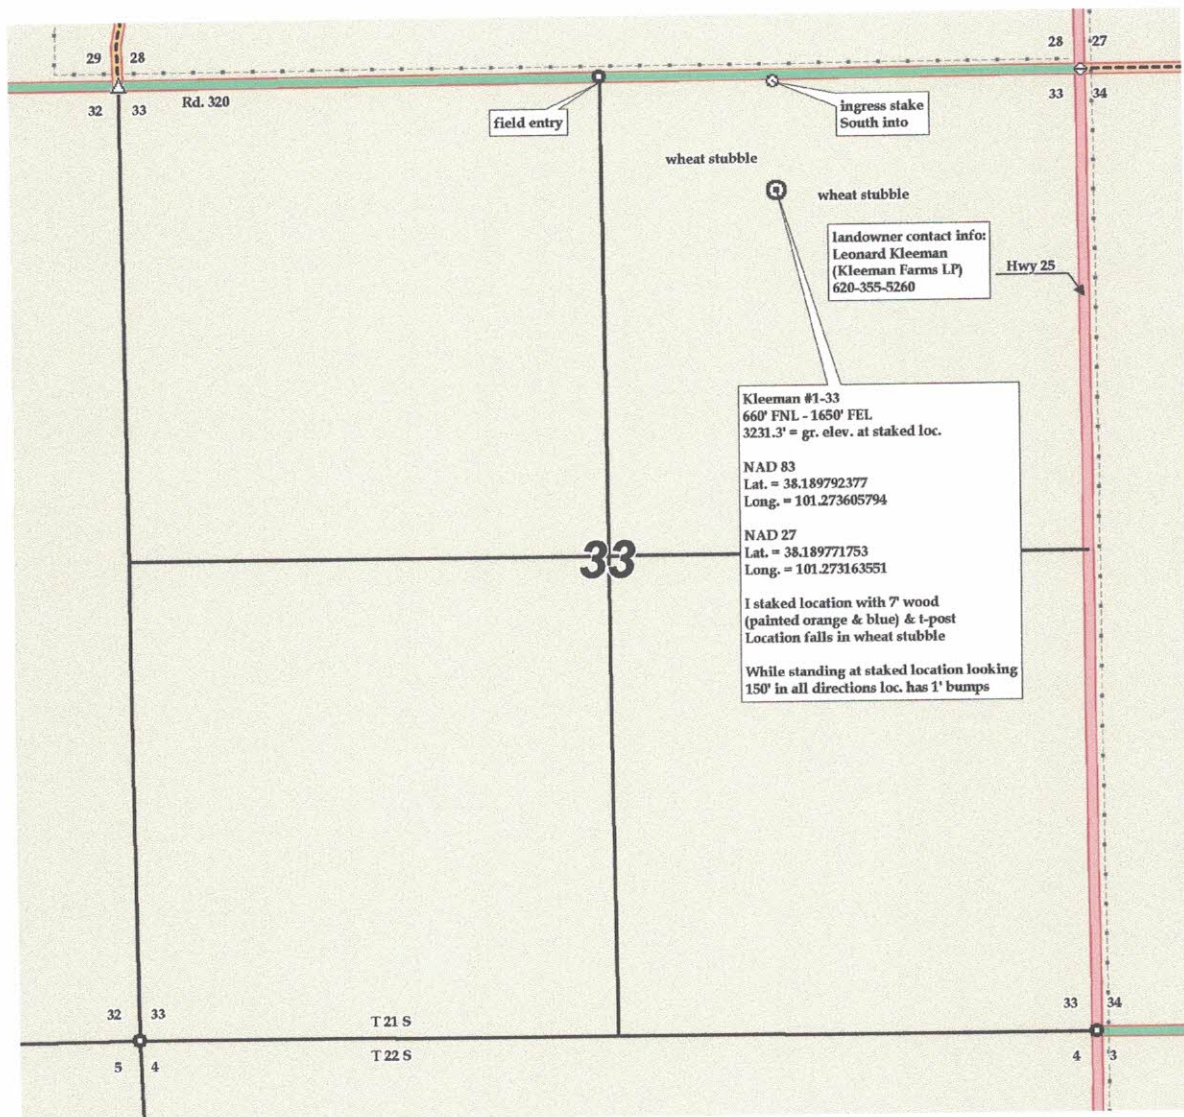 29 28
28 27
32 33
Rd. 320
33 34
field entry
ingress stake
South into
wheat stubble
wheat stubble
landowner contact info:
Leonard Kleeman
(Kleeman Farms LP)
620-355-5260
Hwy 25
Kleeman #1-33
660' FNL - 1650' FEL
3231.3' = gr. elev. at staked loc.
NAD 83
Lat. = 38.189792377
Long. = 101.273605794
NAD 27
Lat. = 38.189771753
Long. = 101.273163551
I staked location with 7' wood
(painted orange & blue) & t-post
Location falls in wheat stubble
While standing at staked location looking
150' in all directions loc. has 1' bumps
33
32 33
T 21 S
33 34
5 4
T 22 S
4 3